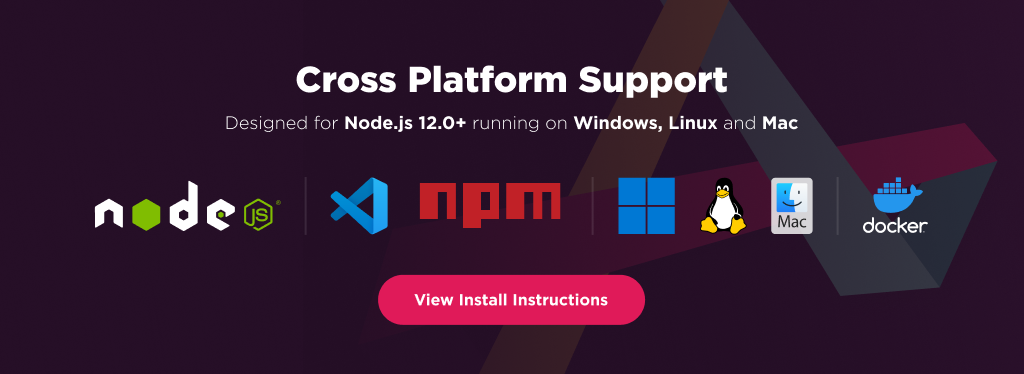 Cross Platform Support
Designed for Node.js 12.0+ running on Windows, Linux and Mac
node JS®
npm
Mac
docker
View Install Instructions